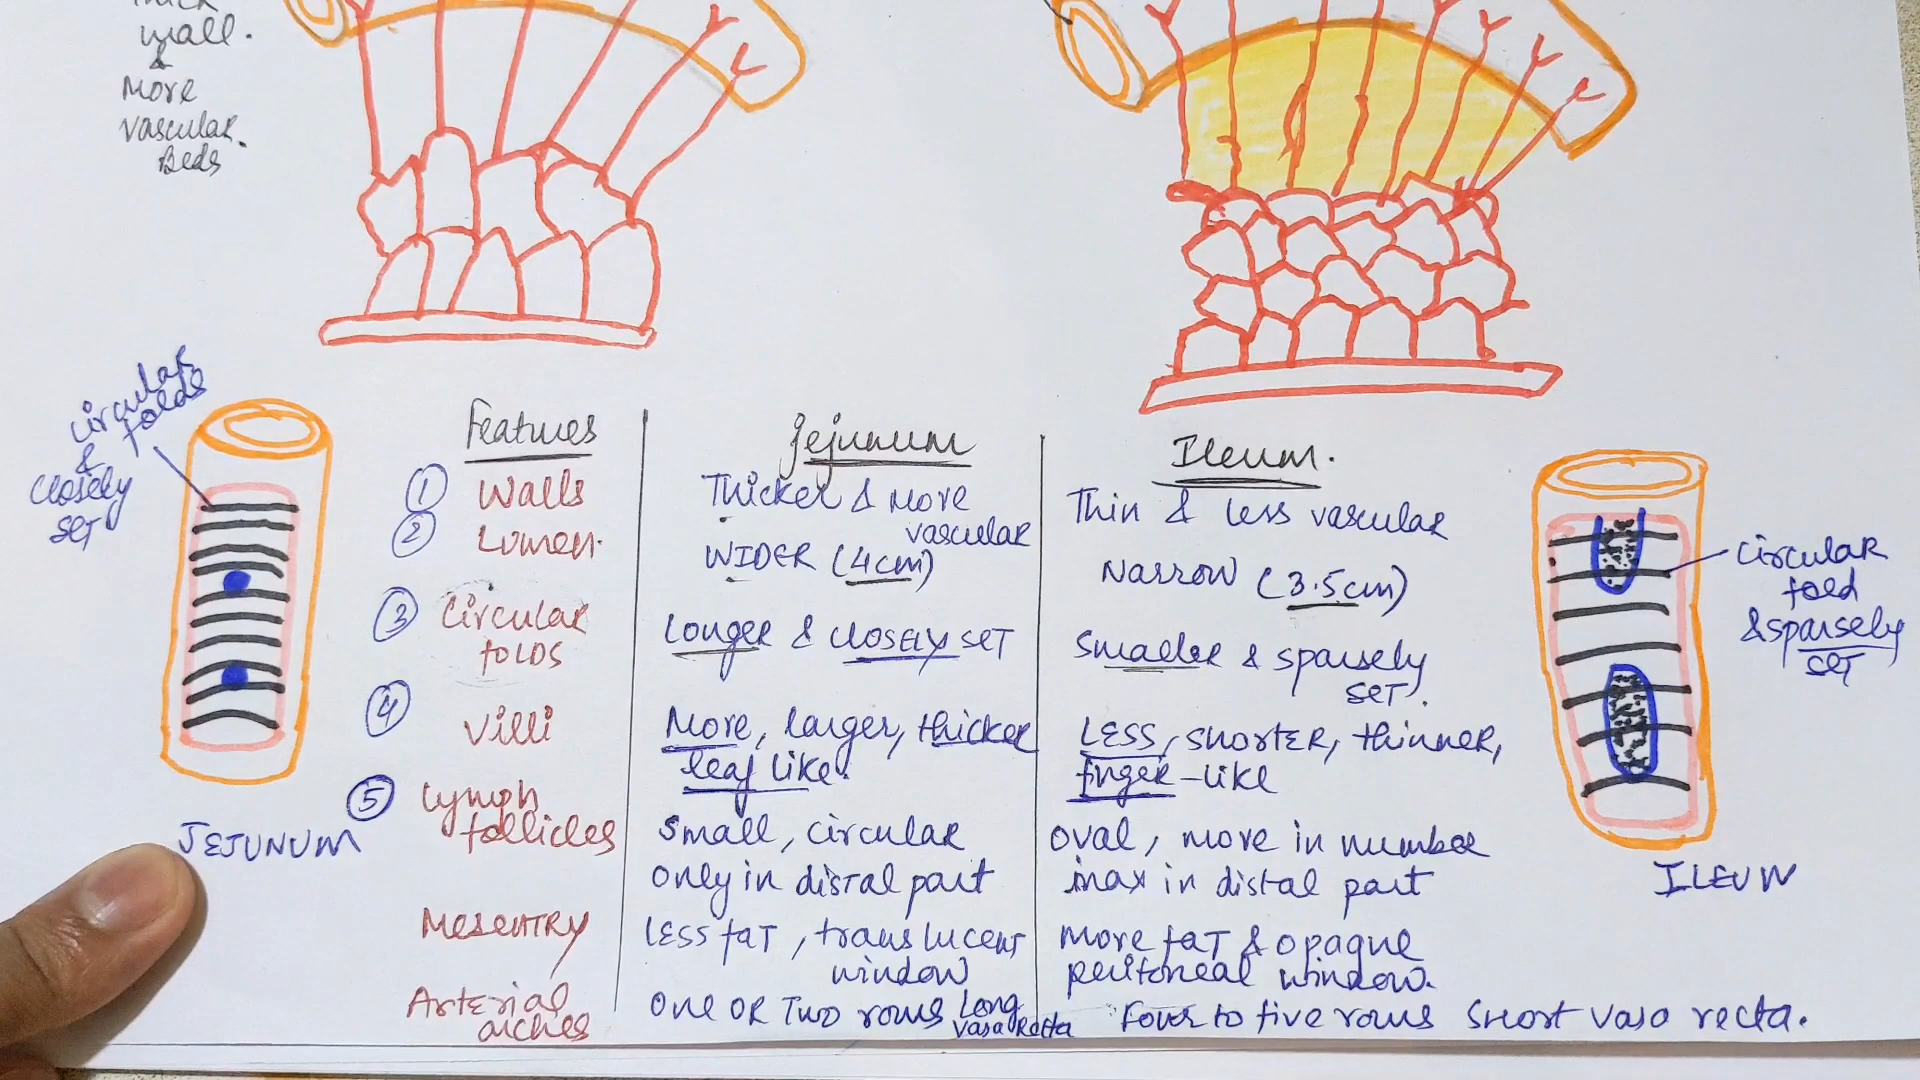 Thick
wall.
&
More
vascular
Beds
circular
folds
&
closely
set
JEJUNUM
Features
Jejunum
Ileum.
① Walls
Thicker & More
vascular
Thin & less vascular
② Lumen.
WIDER (4cm)
Narrow (3.5cm)
③ Circular
folds
Longer & closely set
Smaller & sparsely
set.
④ Villi
More, larger, thicker
leaf like.
LESS, shorter, thinner,
finger-like
⑤ Lymph
follicles
Small, circular
only in distal part
oval, more in number
max in distal part
Mesentry
Less fat, translucent
window
More fat & opaque
peritoneal window.
Arterial
arches
One or Two rows Long
vasa Recta
Four to five rows short vasa recta.
circular
fold
& sparsely
set
ILEUM